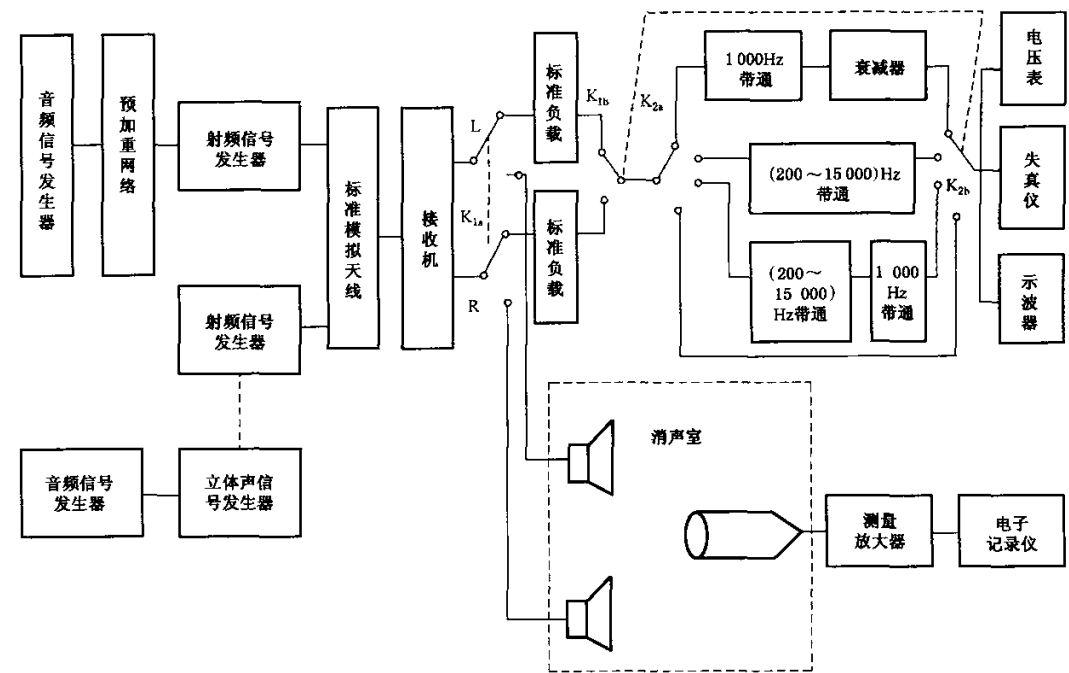 音频信号发生器
预加重网络
射频信号
发生器
标准模拟天线
接收机
L
K1a
R
标准负载
标准负载
K1b
K2a
1 000Hz
带通
衰减器
(200～15 000)Hz
带通
K2b
(200～
15 000)
Hz带通
1 000
Hz
带通
电压表
失真仪
示波器
射频信号
发生器
音频信号
发生器
立体声信
号发生器
消声室
测量
放大器
电子
记录仪